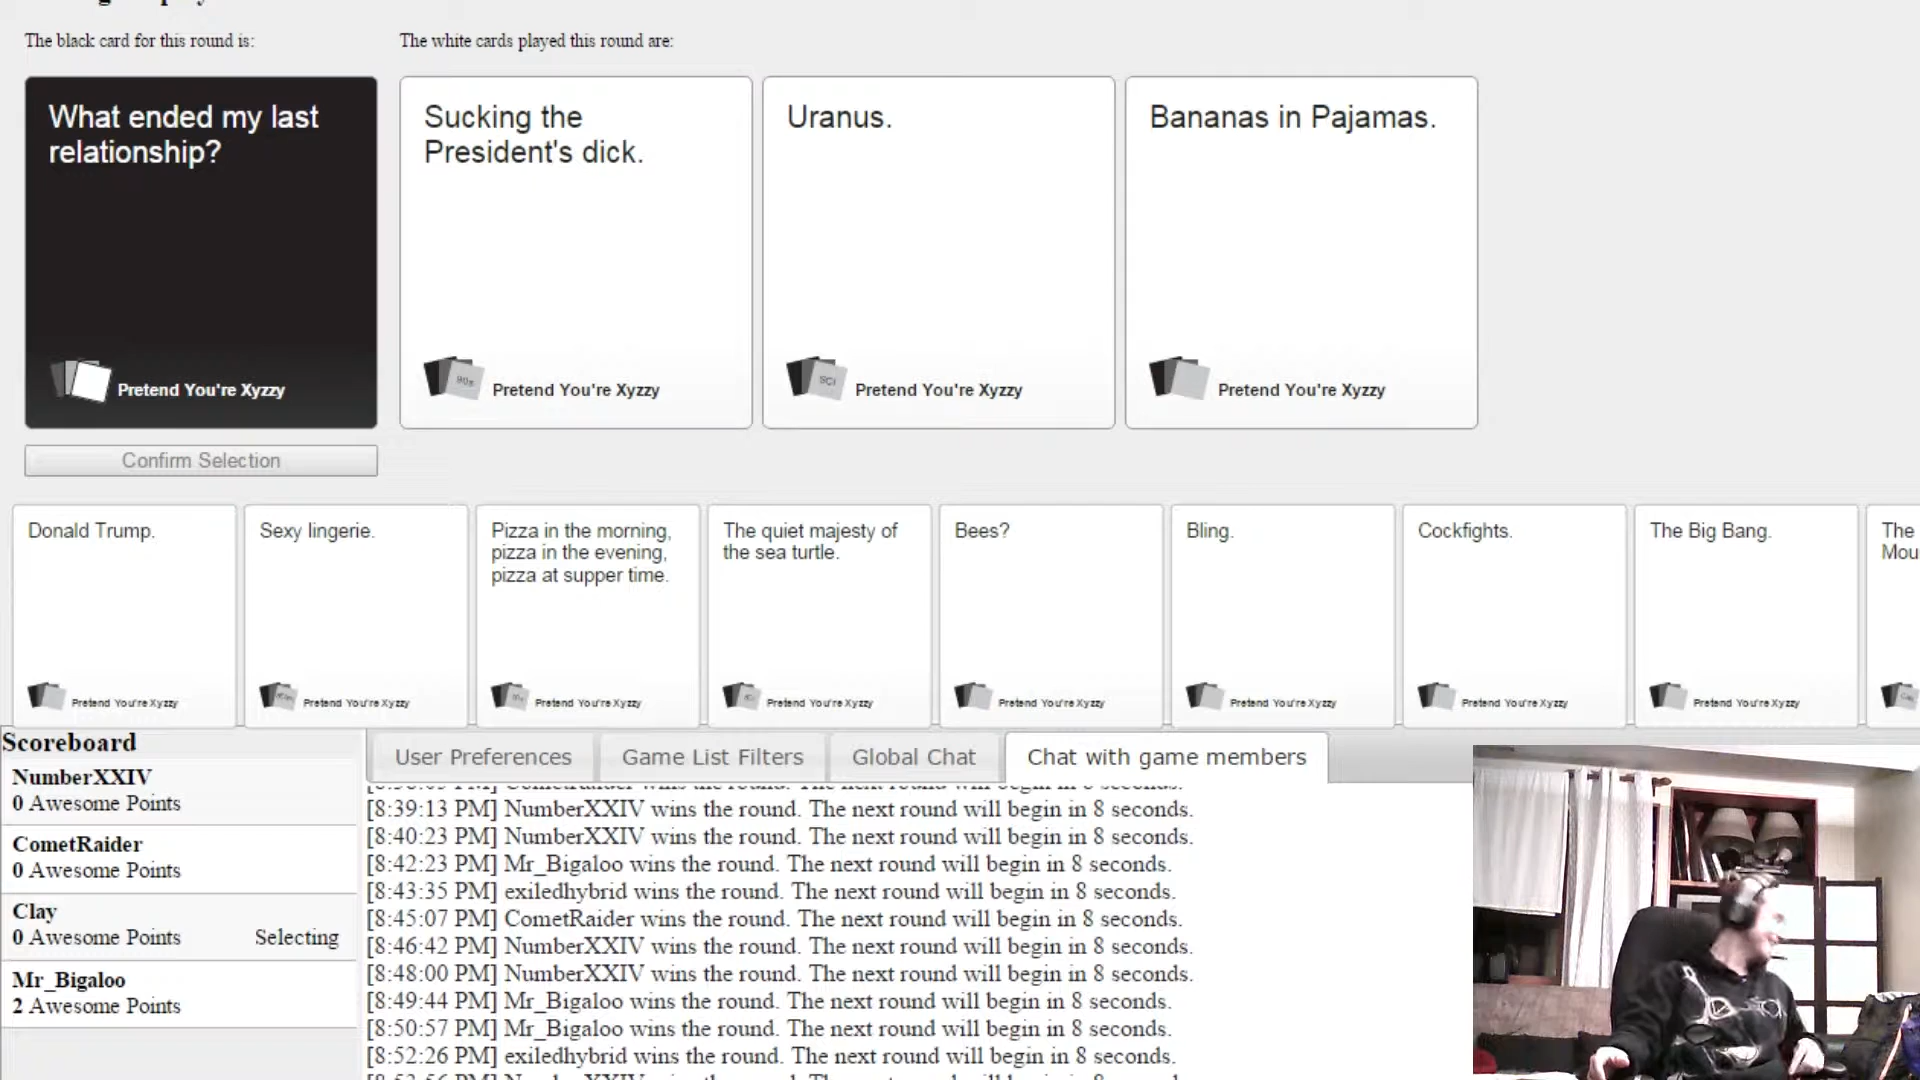 The black card for this round is:
The white cards played this round are:
What ended my last
relationship?
Pretend You're Xyzzy
Sucking the
President's dick.
90s
Pretend You're Xyzzy
Uranus.
SCI
Pretend You're Xyzzy
Bananas in Pajamas.
Pretend You're Xyzzy
Confirm Selection
Donald Trump.
Pretend You're Xyzzy
Sexy lingerie.
Pretend You're Xyzzy
Pizza in the morning,
pizza in the evening,
pizza at supper time.
Pretend You're Xyzzy
The quiet majesty of
the sea turtle.
Pretend You're Xyzzy
Bees?
Pretend You're Xyzzy
Bling.
Pretend You're Xyzzy
Cockfights.
Pretend You're Xyzzy
The Big Bang.
Pretend You're Xyzzy
The
Mou
Scoreboard
NumberXXIV
0 Awesome Points
CometRaider
0 Awesome Points
Clay
0 Awesome Points Selecting
Mr_Bigaloo
2 Awesome Points
User Preferences
Game List Filters
Global Chat
Chat with game members
[8:39:13 PM] NumberXXIV wins the round. The next round will begin in 8 seconds.
[8:40:23 PM] NumberXXIV wins the round. The next round will begin in 8 seconds.
[8:42:23 PM] Mr_Bigaloo wins the round. The next round will begin in 8 seconds.
[8:43:35 PM] exiledhybrid wins the round. The next round will begin in 8 seconds.
[8:45:07 PM] CometRaider wins the round. The next round will begin in 8 seconds.
[8:46:42 PM] NumberXXIV wins the round. The next round will begin in 8 seconds.
[8:48:00 PM] NumberXXIV wins the round. The next round will begin in 8 seconds.
[8:49:44 PM] Mr_Bigaloo wins the round. The next round will begin in 8 seconds.
[8:50:57 PM] Mr_Bigaloo wins the round. The next round will begin in 8 seconds.
[8:52:26 PM] exiledhybrid wins the round. The next round will begin in 8 seconds.